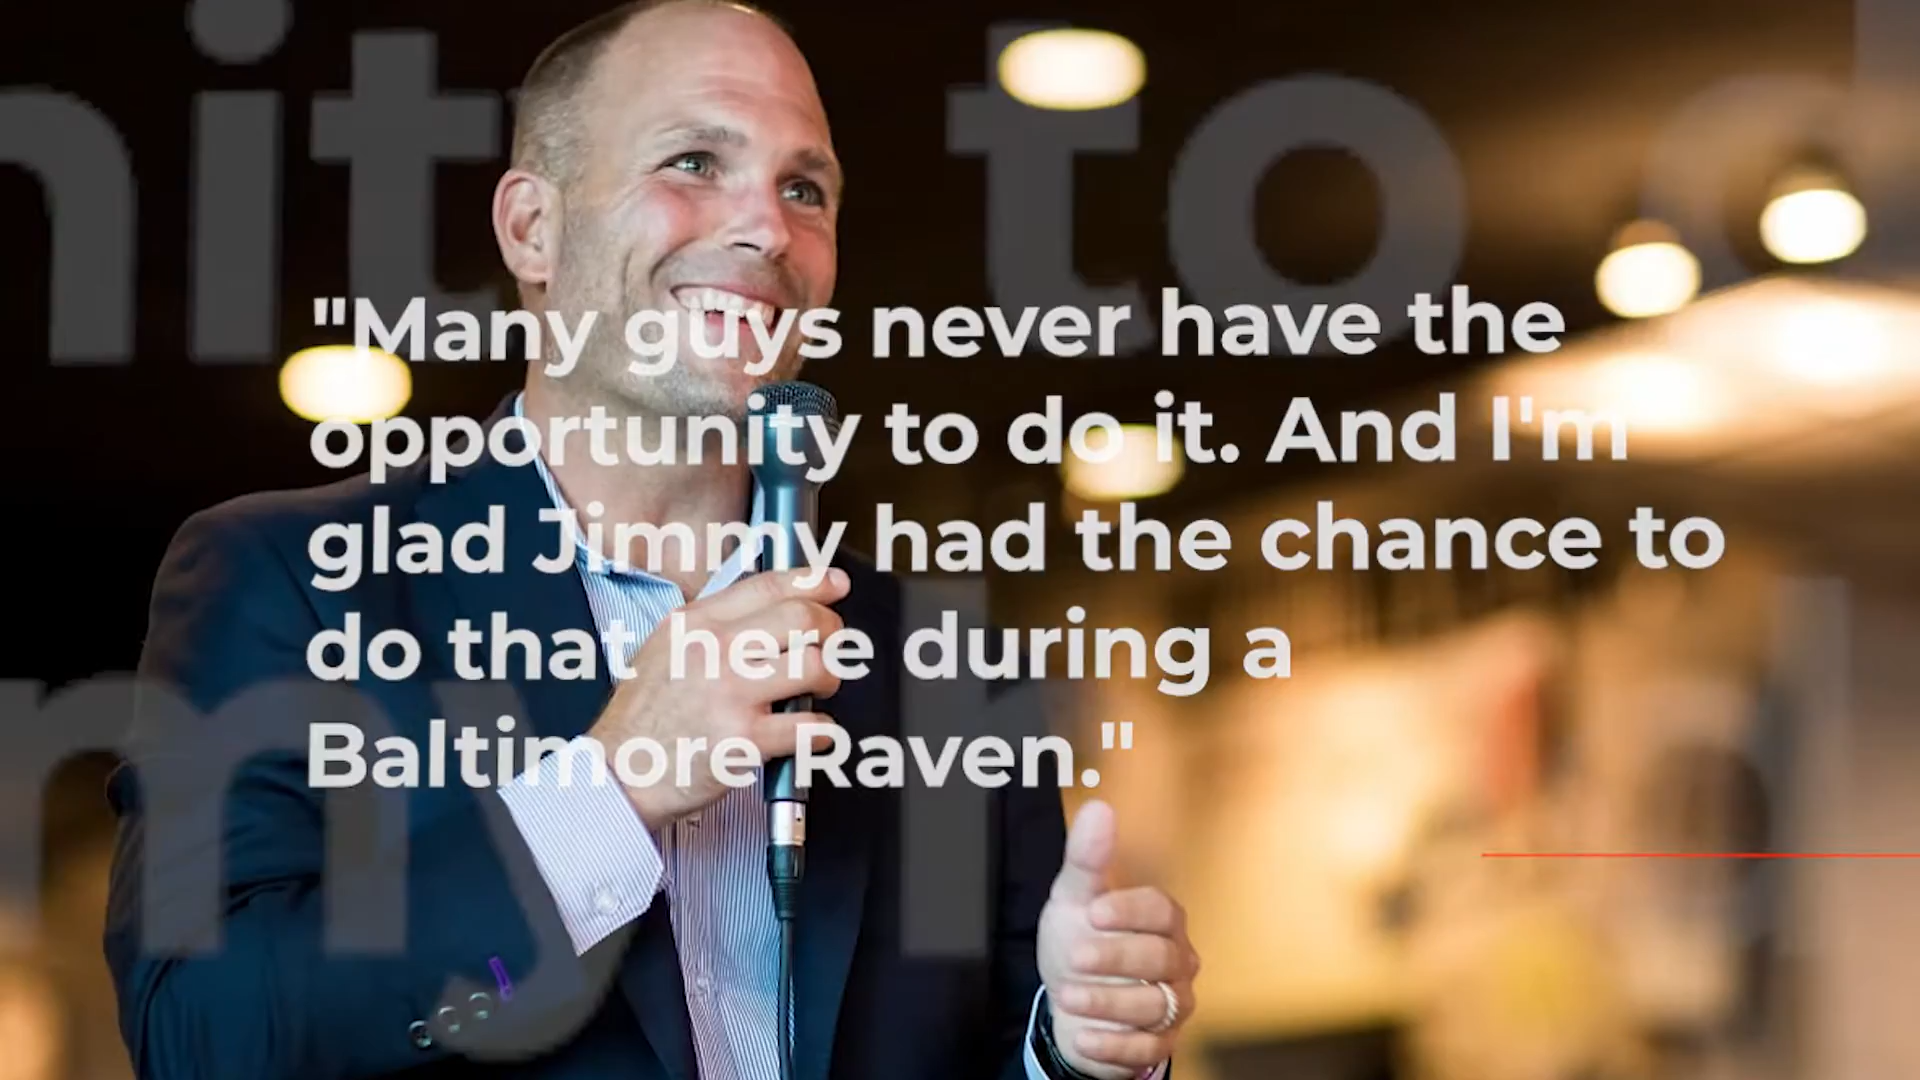 "Many guys never have the
opportunity to do it. And I'm
glad Jimmy had the chance to
do that here during a
Baltimore Raven."